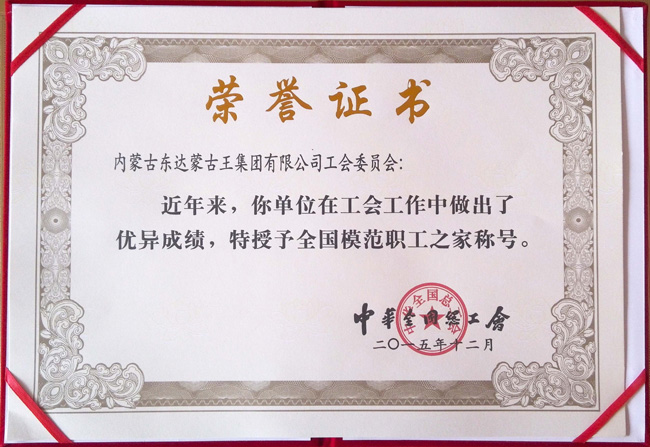 荣誉证书
内蒙古东达蒙古王集团有限公司工会委员会：
近年来，你单位在工会工作中做出了
优异成绩，特授予全国模范职工之家称号。
中華全国总工會
二〇一五年十二月